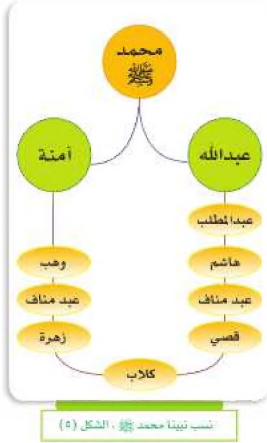 محمد
ﷺ
عبدالله
آمنة
عبدالمطلب
هاشم
وهب
عبد مناف
عبد مناف
قصي
زهرة
كلاب
نسب نبينا محمد ﷺ ، الشكل (٥)